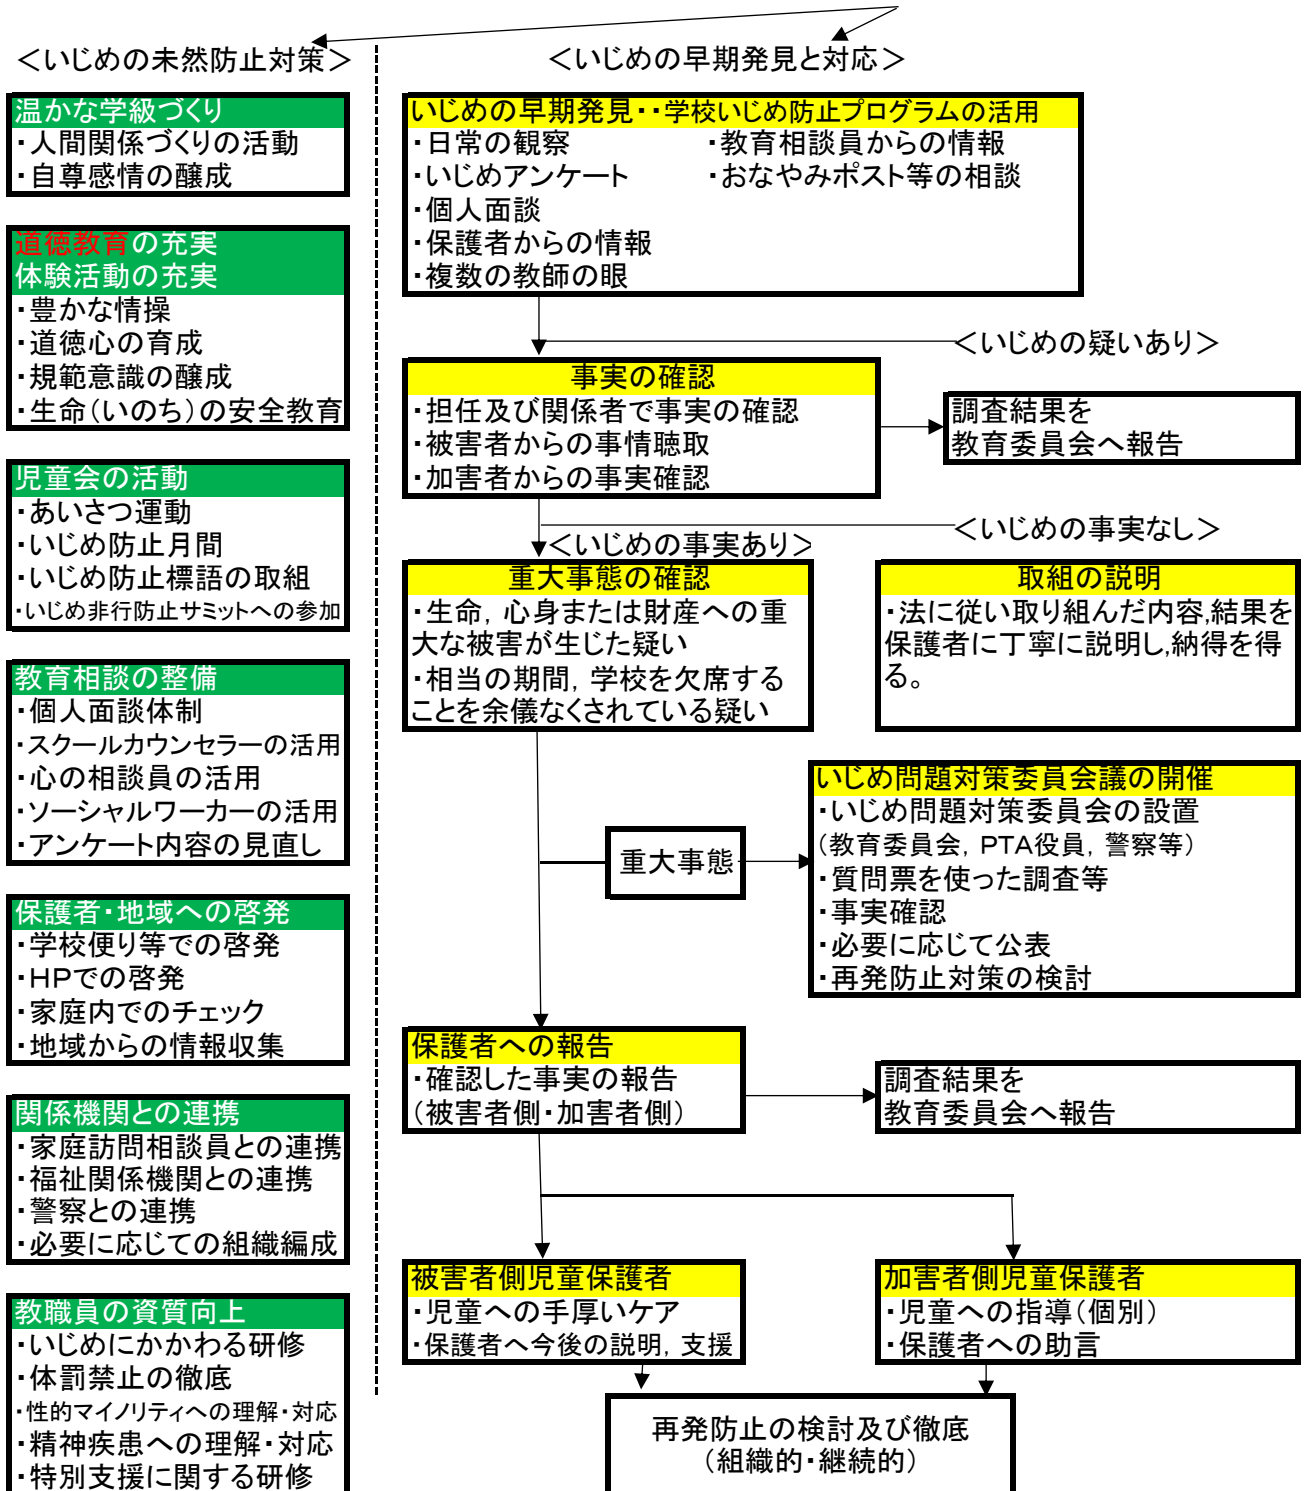 ＜いじめの未然防止対策＞
温かな学級づくり
・人間関係づくりの活動
・自尊感情の醸成
道徳教育の充実
体験活動の充実
・豊かな情操
・道徳心の育成
・規範意識の醸成
・生命（いのち）の安全教育
児童会の活動
・あいさつ運動
・いじめ防止月間
・いじめ防止標語の取組
・いじめ非行防止サミットへの参加
教育相談の整備
・個人面談体制
・スクールカウンセラーの活用
・心の相談員の活用
・ソーシャルワーカーの活用
・アンケート内容の見直し
保護者・地域への啓発
・学校便り等での啓発
・HPでの啓発
・家庭内でのチェック
・地域からの情報収集
関係機関との連携
・家庭訪問相談員との連携
・福祉関係機関との連携
・警察との連携
・必要に応じての組織編成
教職員の資質向上
・いじめにかかわる研修
・体罰禁止の徹底
・性的マイノリティへの理解・対応
・精神疾患への理解・対応
・特別支援に関する研修
＜いじめの早期発見と対応＞
いじめの早期発見・・学校いじめ防止プログラムの活用
・日常の観察　・教育相談員からの情報
・いじめアンケート　・おなやみポスト等の相談
・個人面談
・保護者からの情報
・複数の教師の眼
＜いじめの疑いあり＞
事実の確認
・担任及び関係者で事実の確認
・被害者からの事情聴取
・加害者からの事実確認
調査結果を
教育委員会へ報告
＜いじめの事実なし＞
＜いじめの事実あり＞
重大事態の確認
・生命，心身または財産への重
大な被害が生じた疑い
・相当の期間，学校を欠席する
ことを余儀なくされている疑い
取組の説明
・法に従い取り組んだ内容,結果を
保護者に丁寧に説明し,納得を得
る。
重大事態
いじめ問題対策委員会議の開催
・いじめ問題対策委員会の設置
（教育委員会，PTA役員，警察等）
・質問票を使った調査等
・事実確認
・必要に応じて公表
・再発防止対策の検討
保護者への報告
・確認した事実の報告
（被害者側・加害者側）
調査結果を
教育委員会へ報告
被害者側児童保護者
・児童への手厚いケア
・保護者へ今後の説明，支援
加害者側児童保護者
・児童への指導（個別）
・保護者への助言
再発防止の検討及び徹底
（組織的・継続的）